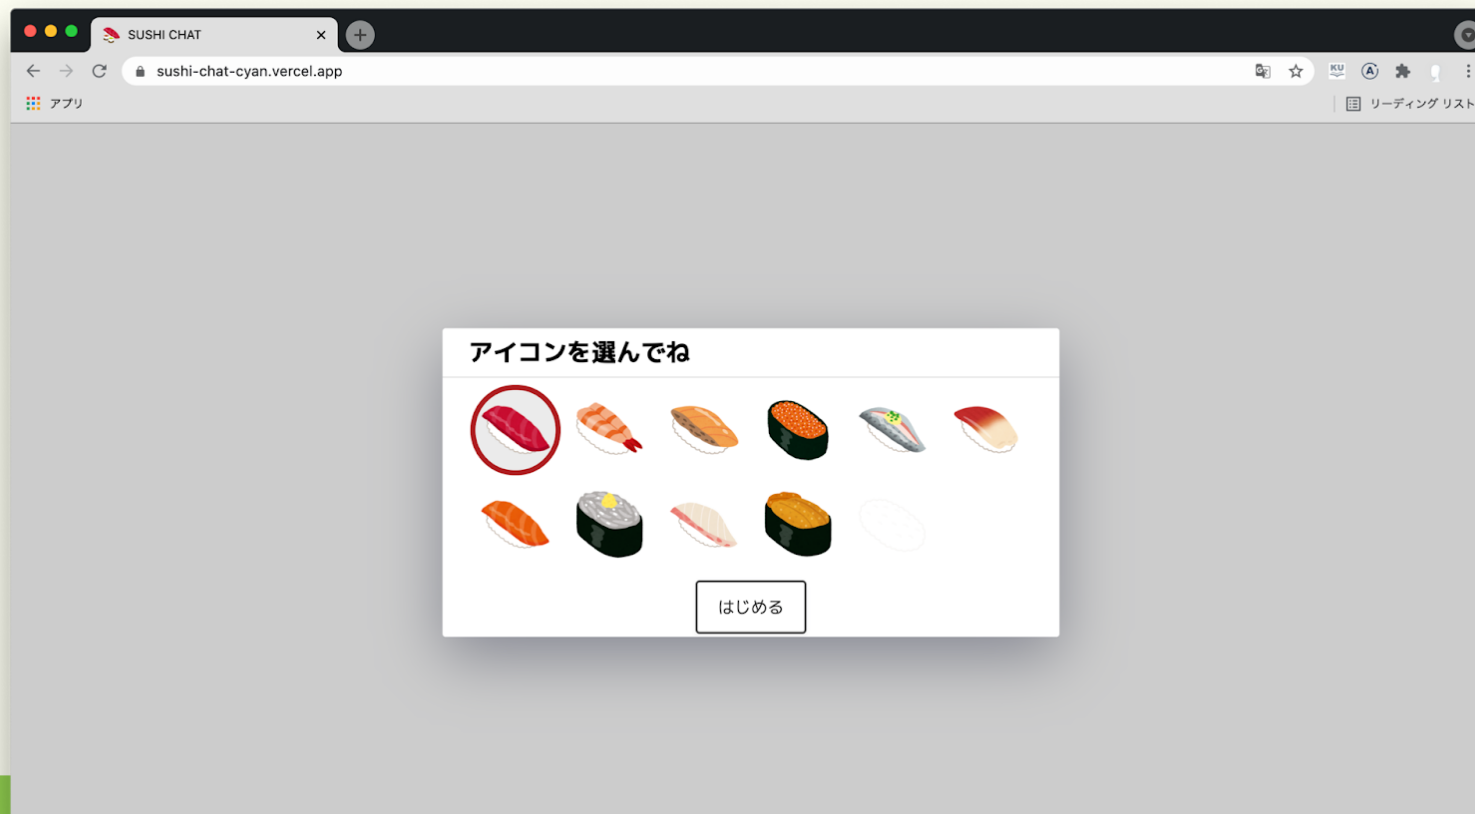 SUSHI CHAT
sushi-chat-cyan.vercel.app
KU
A
アプリ
リーディング リスト
アイコンを選んでね
はじめる